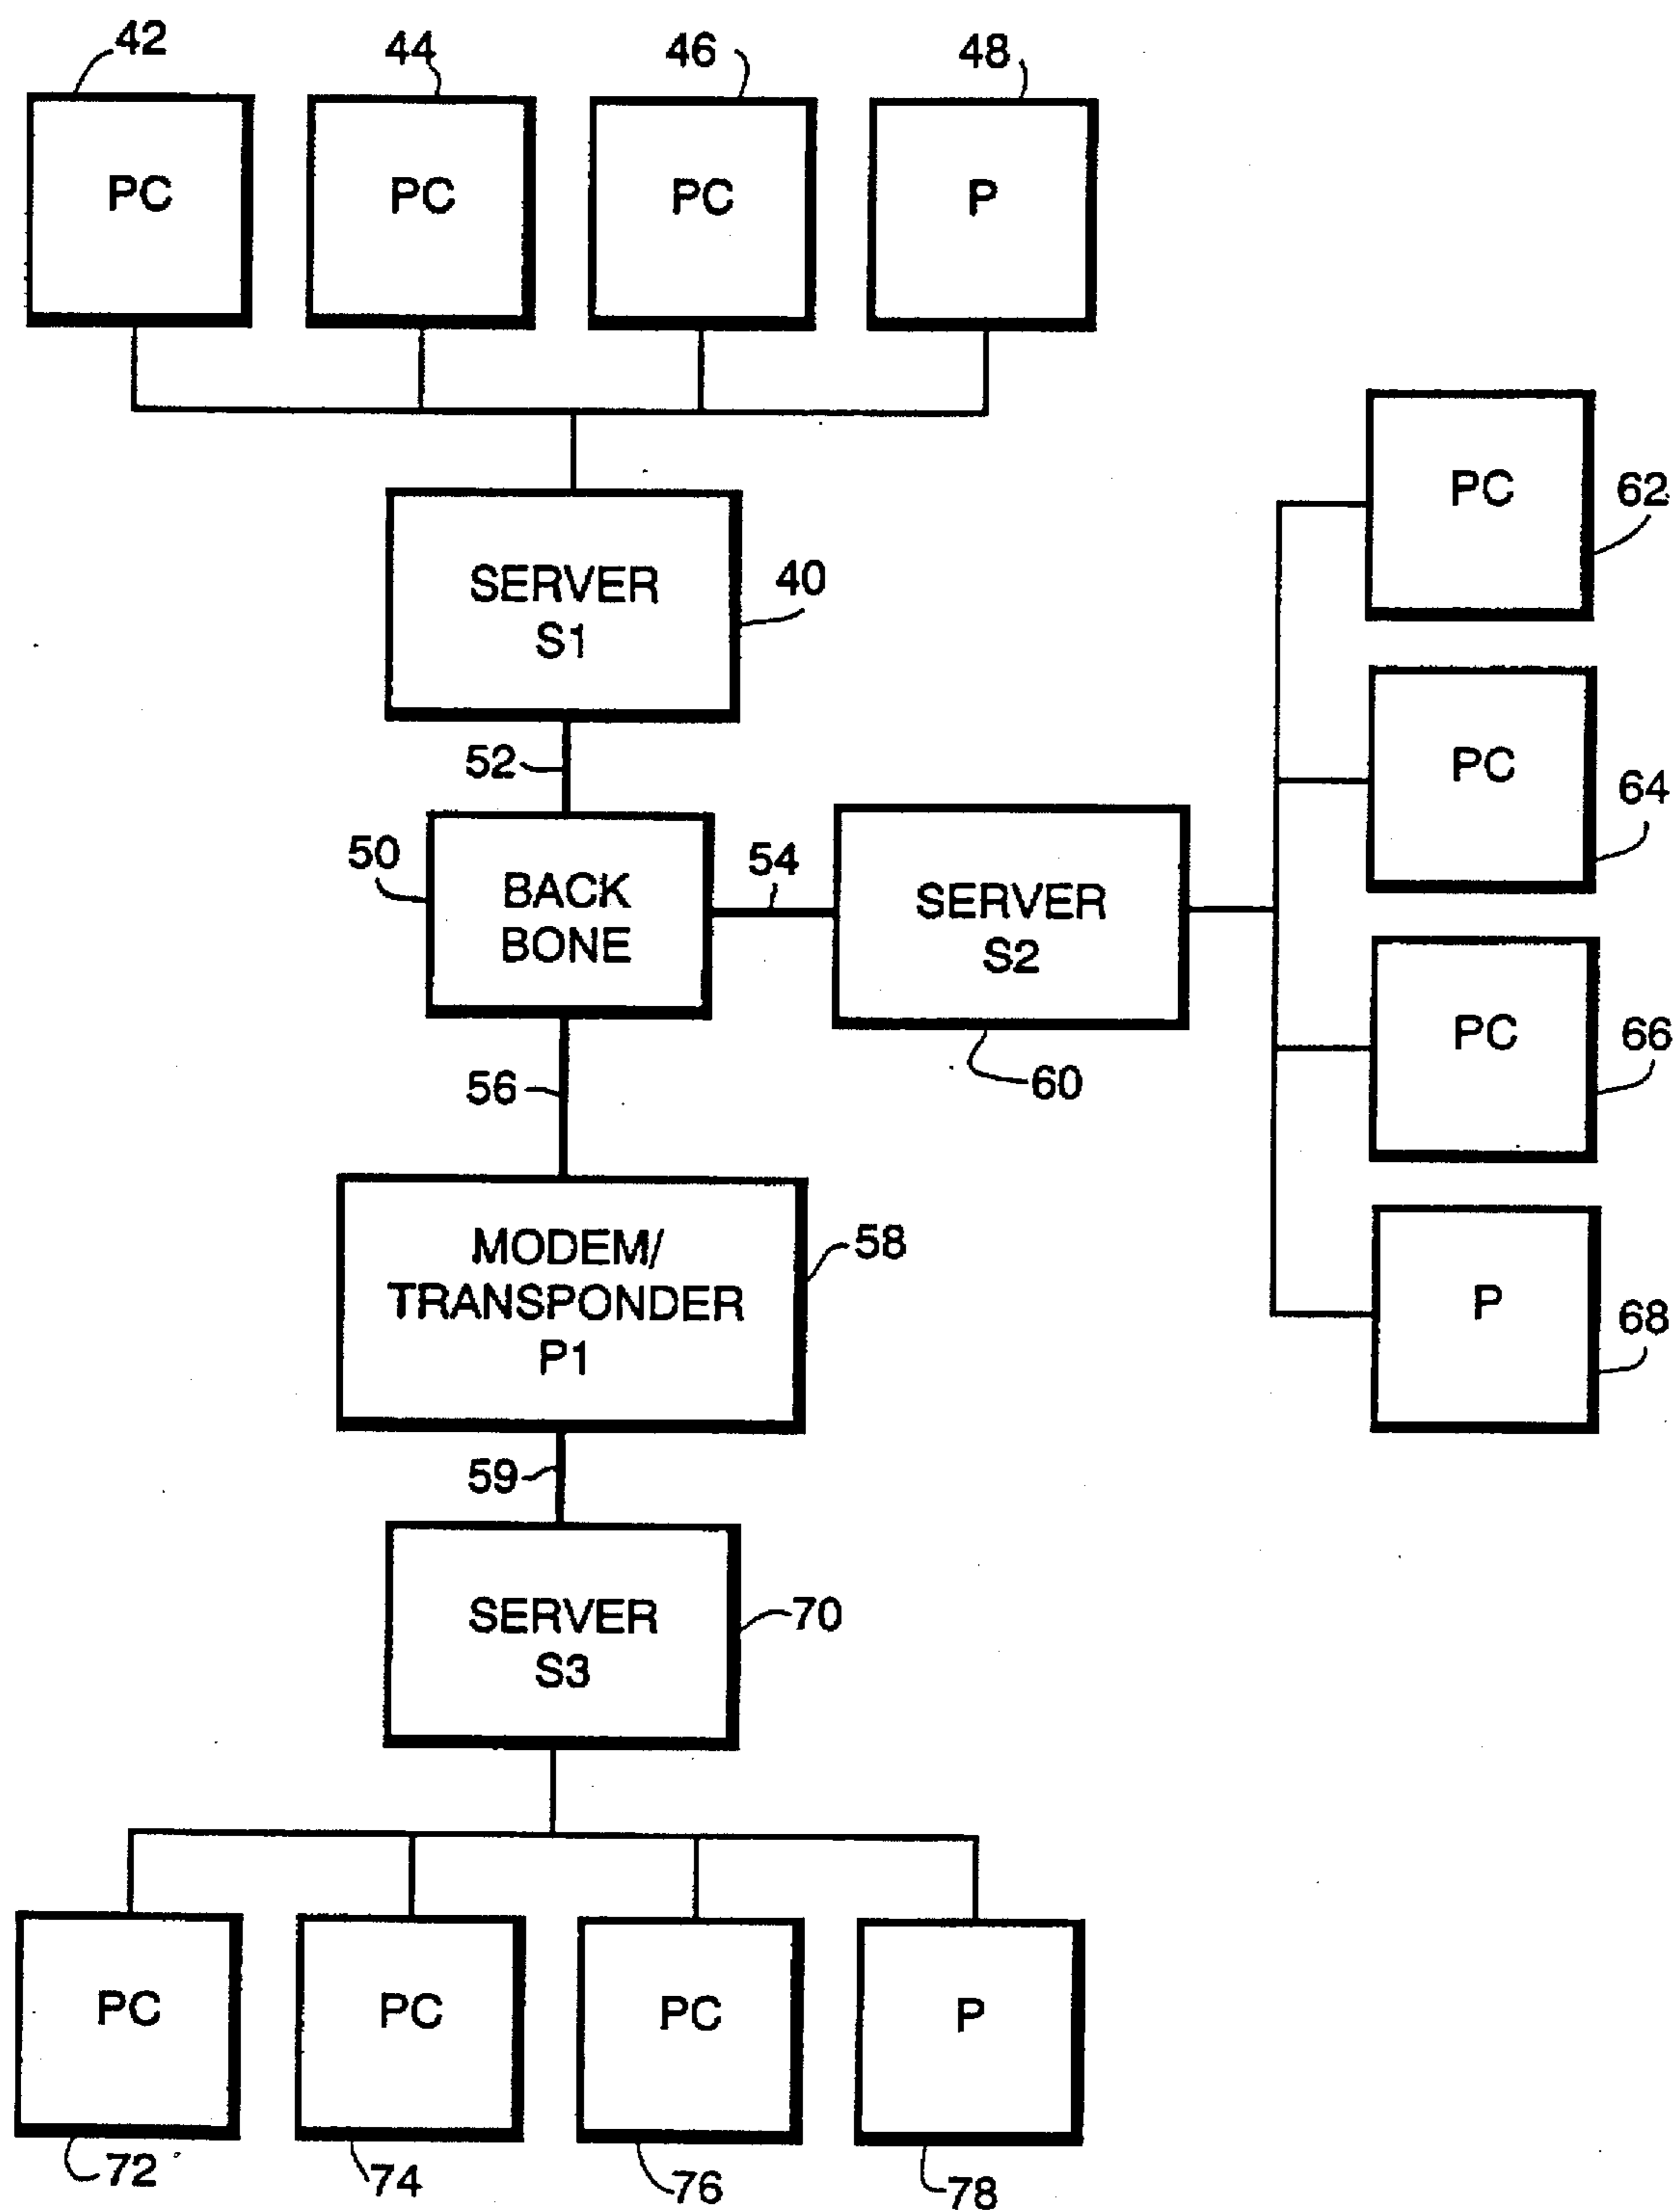 42
44
46
48
PC
PC
PC
P
PC
62
SERVER
S1
40
52
PC
64
50
BACK
BONE
54
SERVER
S2
60
PC
66
56
MODEM/
TRANSPONDER
P1
58
P
68
59
SERVER
S3
70
PC
PC
PC
P
72
74
76
78